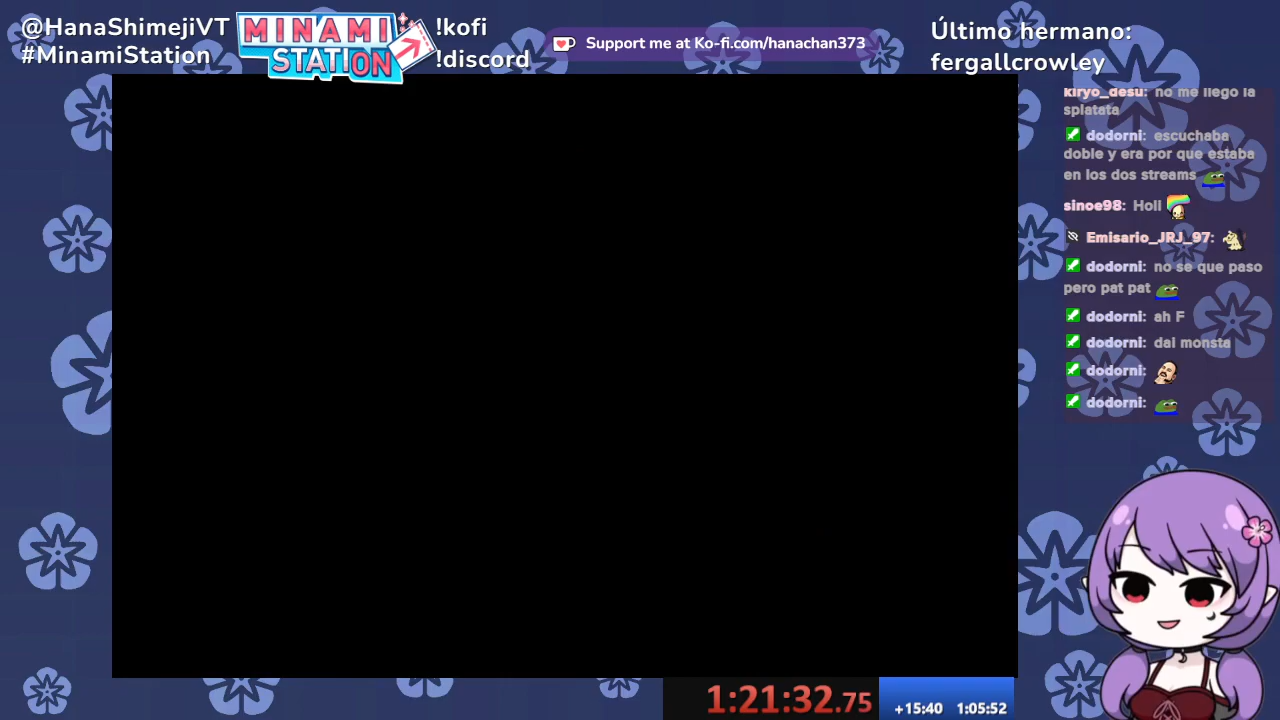 @HanaShimejiVT
#MinamiStation
MINAMI
STATION
!kofi
!discord
Support me at Ko-fi.com/hanachan373
Último hermano:
fergallcrowley
kiryo_desu: no me llego la
splatata
dodorni: escuchaba
doble y era por que estaba
en los dos streams
sinoe98: Holl
Emisario_JRJ_97:
dodorni: no se que paso
pero pat pat
dodorni: ah F
dodorni: dal monsta
dodorni:
dodorni:
1:21:32.75
+15:40 1:05:52